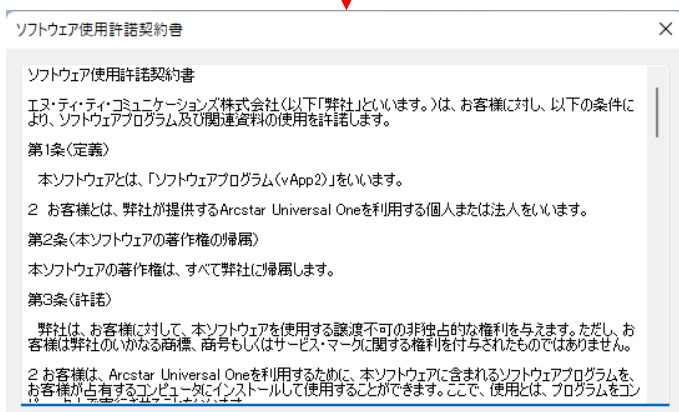 ソフトウェア使用許諾契約書
ソフトウェア使用許諾契約書
エヌ・ティ・ティ・コミュニケーションズ株式会社(以下「弊社」といいます。)は、お客様に対し、以下の条件に
より、ソフトウェアプログラム及び関連資料の使用を許諾します。
第1条(定義)
本ソフトウェアとは、「ソフトウェアプログラム(vApp2)」をいいます。
2 お客様とは、弊社が提供するArcstar Universal Oneを利用する個人または法人をいいます。
第2条(本ソフトウェアの著作権の帰属)
本ソフトウェアの著作権は、すべて弊社に帰属します。
第3条(許諾)
弊社は、お客様に対して、本ソフトウェアを使用する譲渡不可の非独占的な権利を与えます。ただし、お
客様は弊社のいかなる商標、商号もしくはサービス・マークに関する権利を付与されたものではありません。
2 お客様は、Arcstar Universal Oneを利用するために、本ソフトウェアに含まれるソフトウェアプログラムを、
お客様が占有するコンピュータにインストールして使用することができます。ここで、使用とは、プログラムをコン